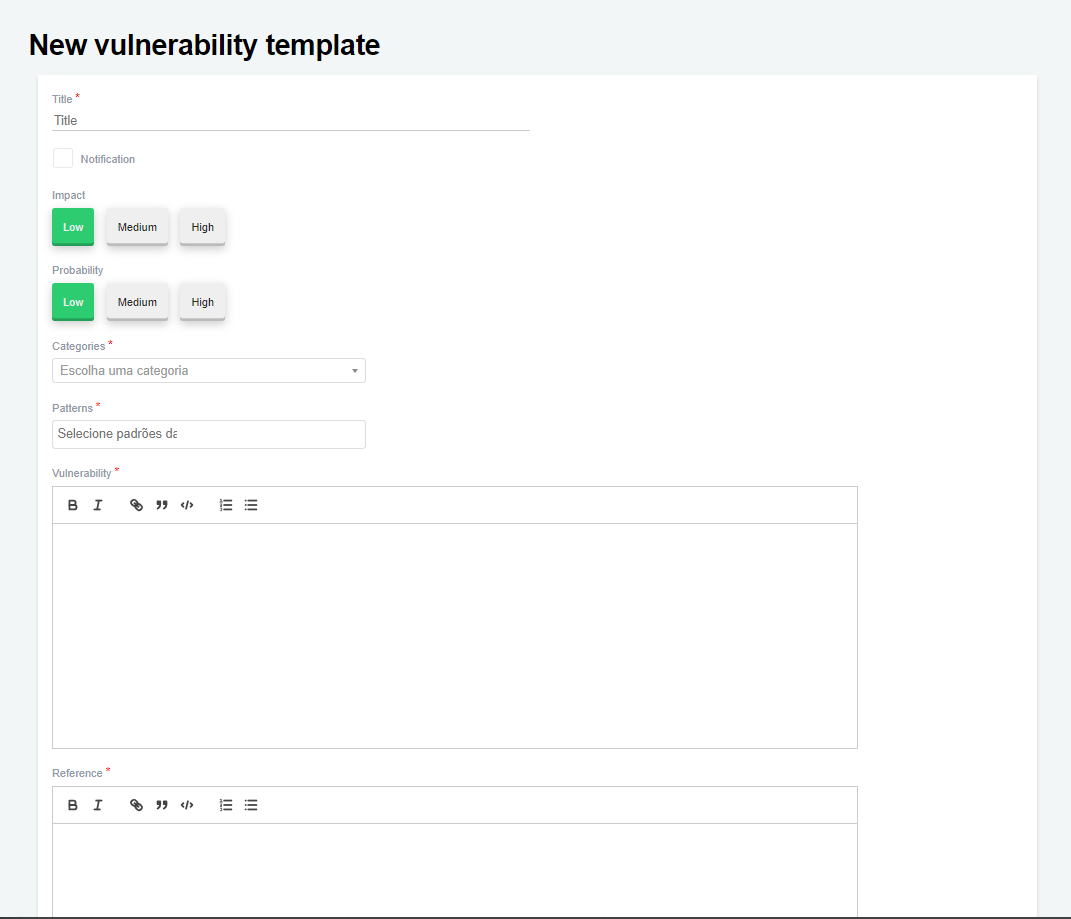 New vulnerability template
Title *
Title
Notification
Impact
Low Medium High
Probability
Low Medium High
Categories *
Escolha uma categoria
Patterns *
Selecione padrões da
Vulnerability *
Reference *